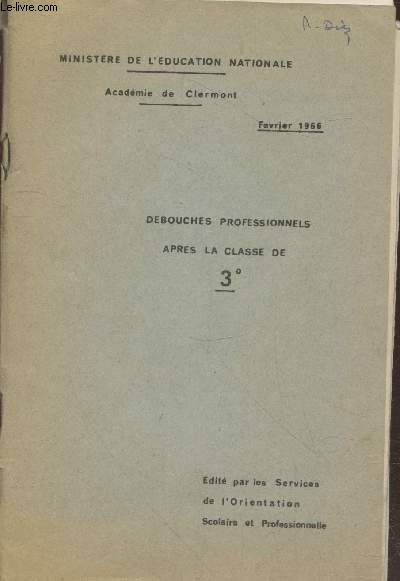 Le-livre.com
MINISTERE DE L'EDUCATION NATIONALE
Académie de Clermont
Fevrier 1966
DEBOUCHES PROFESSIONNELS
APRES LA CLASSE DE
3°
Edité par les Services
de l'Orientation
Scolaire et Professionnelle